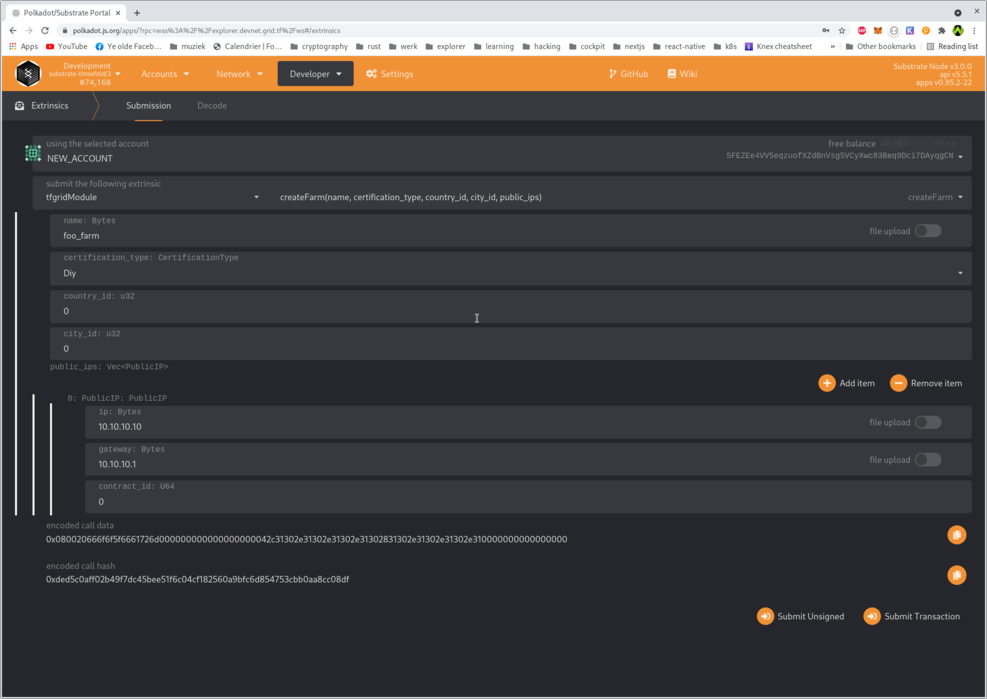 Polkadot/Substrate Portal
polkadot.js.org/apps/?rpc=wss%3A%2F%2Fexplorer.devnet.grid.tf%2Fws#/extrinsics
Apps YouTube Ye olde Faceb... muziek Calendrier | Fo... cryptography rust werk explorer learning hacking cockpit nextjs react-native k8s Knex cheatsheet » Other bookmarks Reading list
Development
substrate-threefold/3
#74,168
Accounts Network Developer Settings GitHub Wiki
Substrate Node v3.0.0
api v5.5.1
apps v0.95.2-22
Extrinsics Submission Decode
using the selected account
NEW_ACCOUNT
free balance
5FEZEe4VV5eqzuofXZdBnVsg5VCyXwc83Beq9Dci7DAyqgCN
submit the following extrinsic
tfgridModule
createFarm(name, certification_type, country_id, city_id, public_ips)
createFarm
name: Bytes
foo_farm
file upload
certification_type: CertificationType
Diy
country_id: u32
0
city_id: u32
0
public_ips: Vec<PublicIP>
Add item Remove item
0: PublicIP: PublicIP
ip: Bytes
10.10.10.10
file upload
gateway: Bytes
10.10.10.1
file upload
contract_id: U64
0
encoded call data
0x080020666f6f5f6661726d000000000000000000042c31302e31302e31302e31302831302e31302e31302e310000000000000000
encoded call hash
0xded5c0aff02b49f7dc45bee51f6c04cf182560a9bfc6d854753cbb0aa8cc08df
Submit Unsigned Submit Transaction